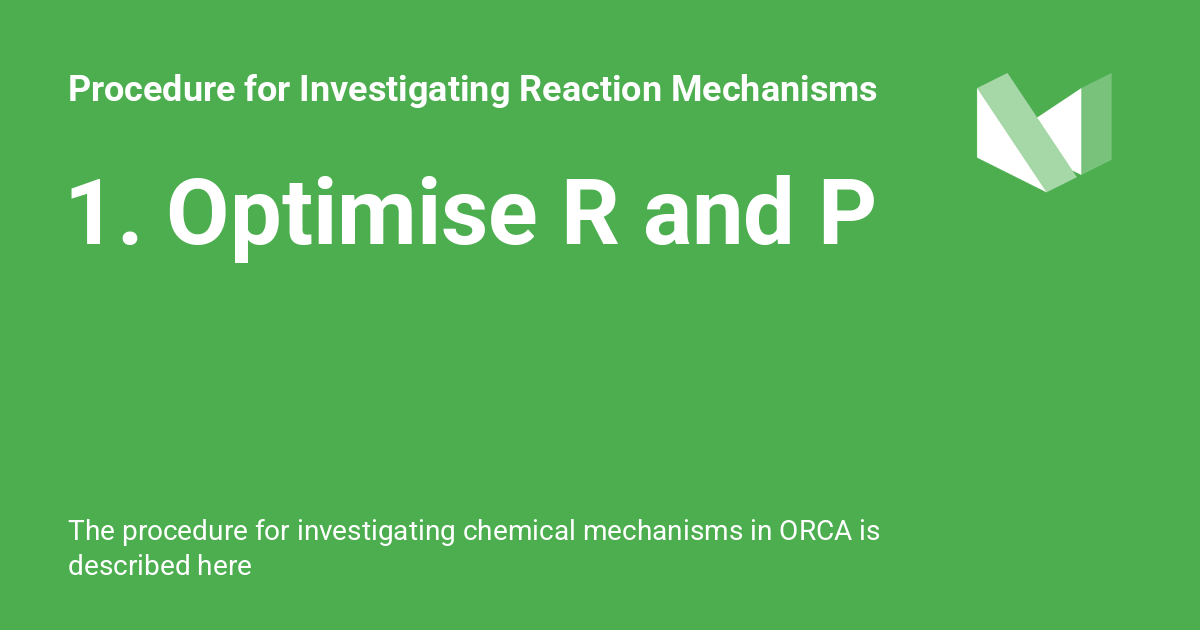 Procedure for Investigating Reaction Mechanisms
1. Optimise R and P
The procedure for investigating chemical mechanisms in ORCA is
described here